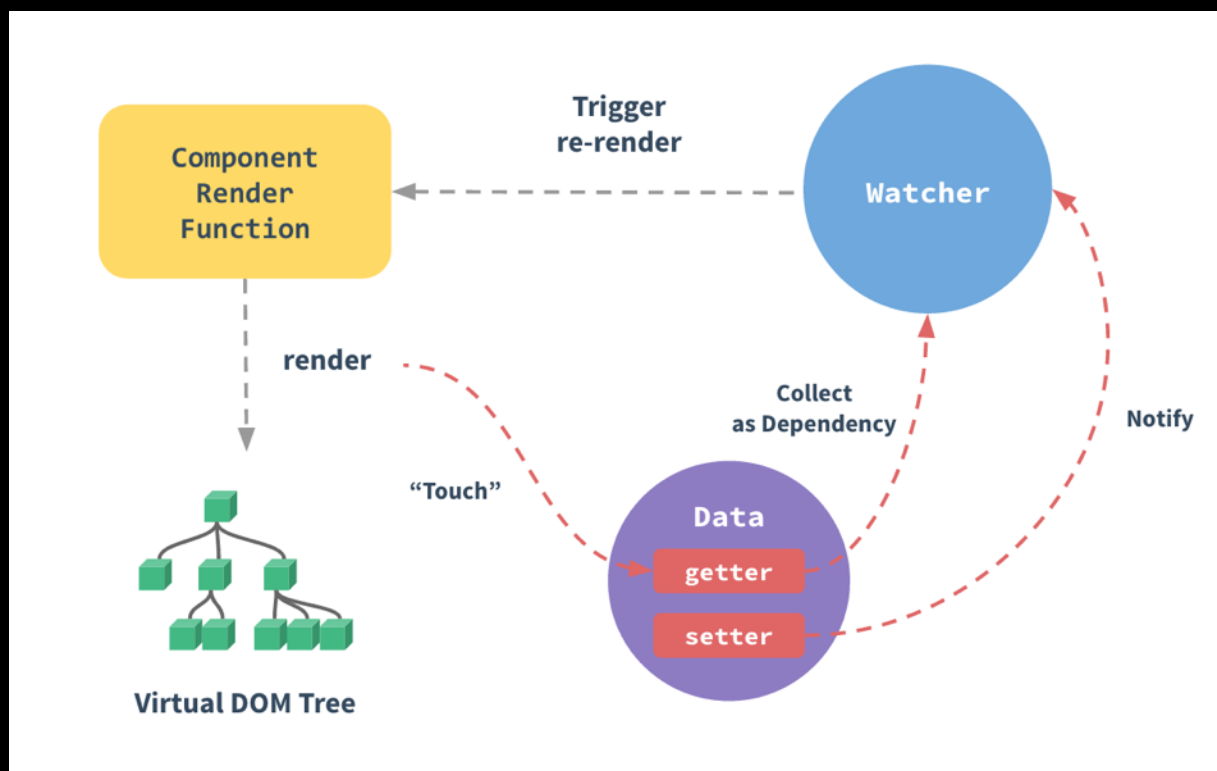 Trigger
re-render
Component
Render
Function
Watcher
render
Collect
as Dependency
Notify
“Touch”
Data
getter
setter
Virtual DOM Tree